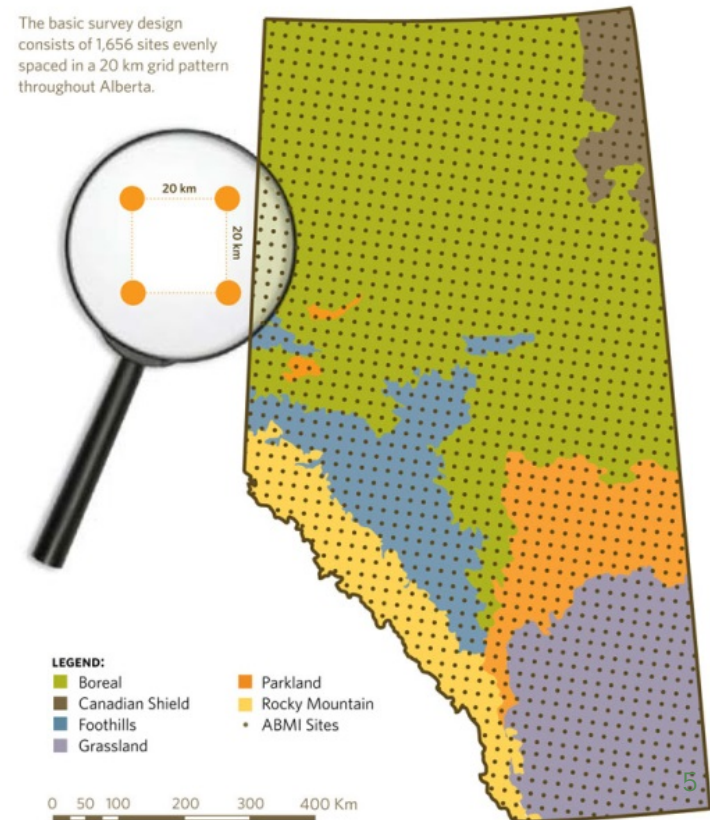 The basic survey design
consists of 1,656 sites evenly
spaced in a 20 km grid pattern
throughout Alberta.
20 km
20 km
LEGEND:
Boreal
Canadian Shield
Foothills
Grassland
Parkland
Rocky Mountain
ABMI Sites
5
0 50 100 200 300 400 Km